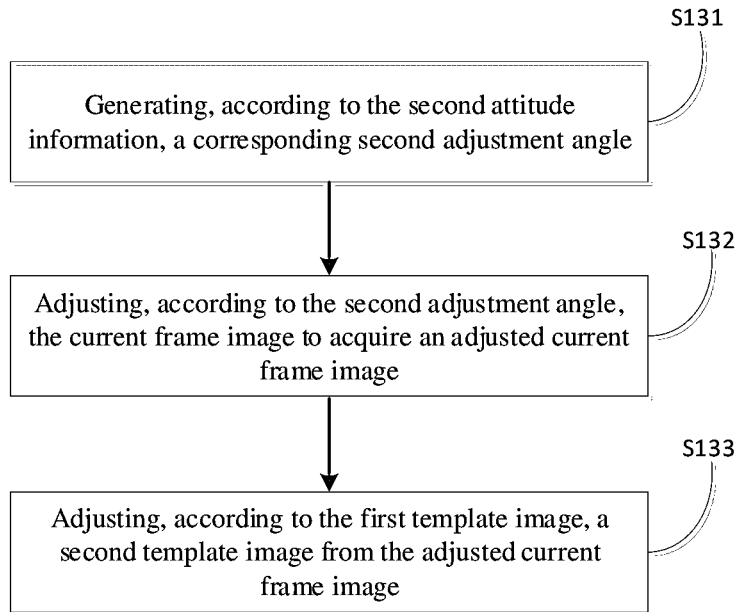 S131
Generating, according to the second attitude
information, a corresponding second adjustment angle
S132
Adjusting, according to the second adjustment angle,
the current frame image to acquire an adjusted current
frame image
S133
Adjusting, according to the first template image, a
second template image from the adjusted current
frame image